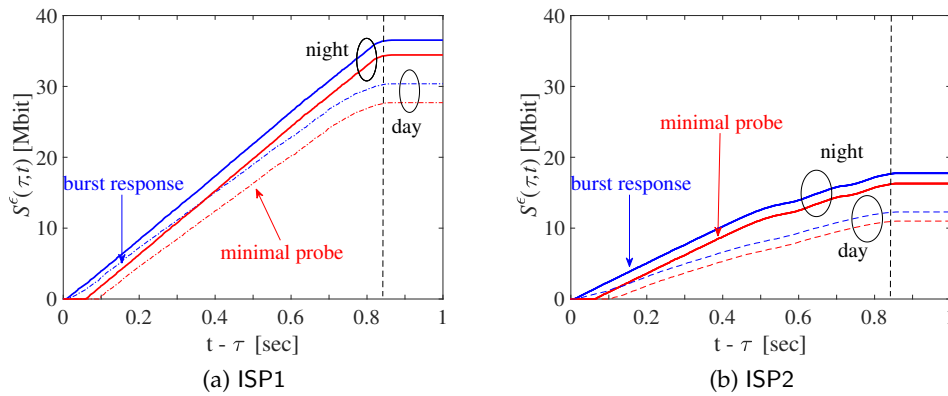 40
30
20
10
0
0
0.2
0.4
0.6
0.8
1
S^ϵ(τ,t) [Mbit]
t - τ [sec]
night
day
burst response
minimal probe
(a) ISP1
40
30
20
10
0
0
0.2
0.4
0.6
0.8
1
S^ϵ(τ,t) [Mbit]
t - τ [sec]
minimal probe
night
burst response
day
(b) ISP2